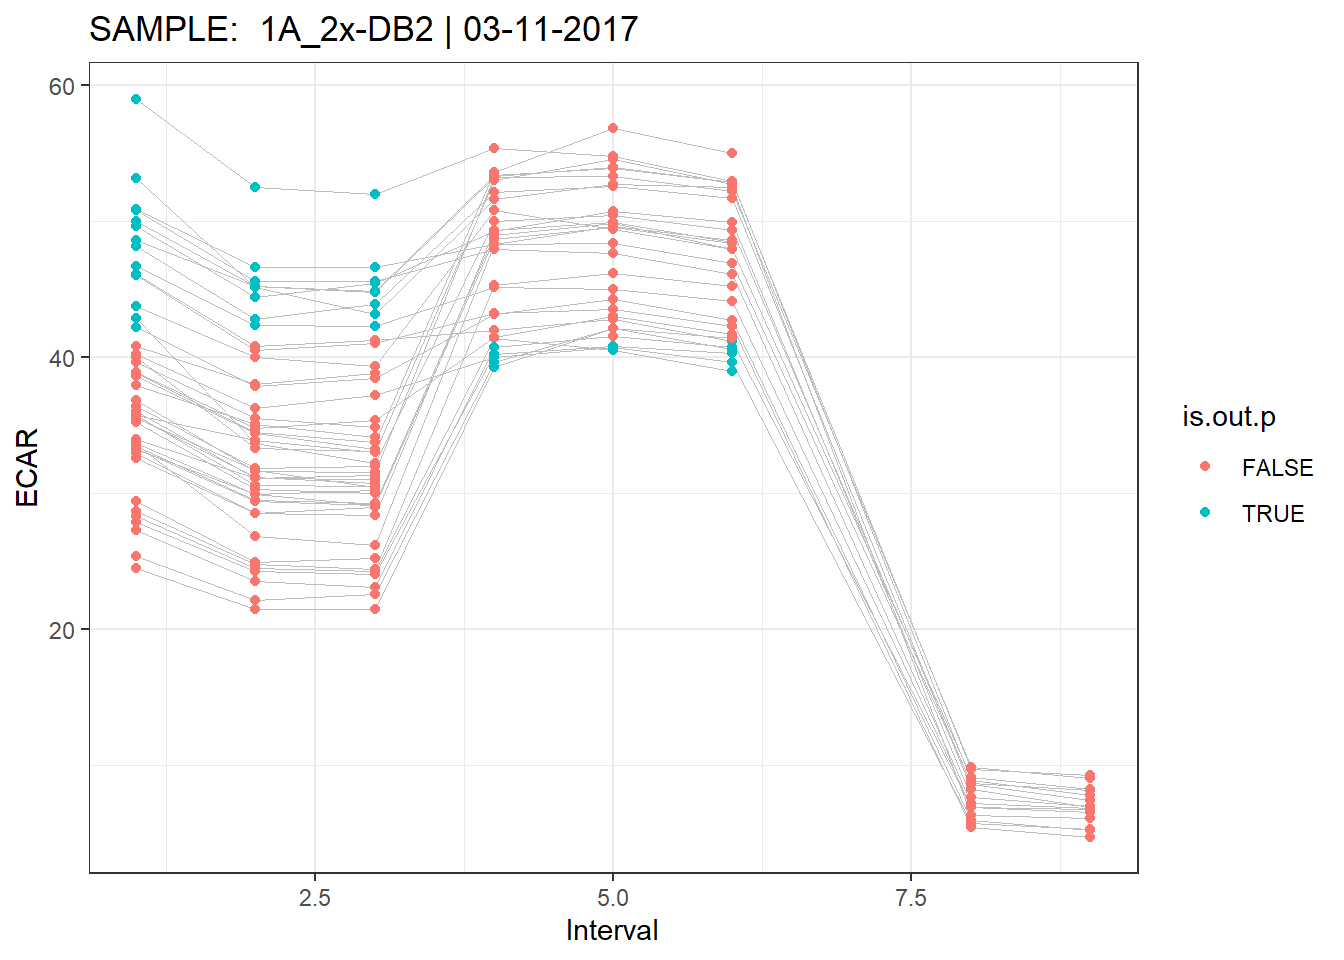 SAMPLE:  1A_2x-DB2 | 03-11-2017
60
40
20
ECAR
2.5
5.0
7.5
Interval
is.out.p
FALSE
TRUE